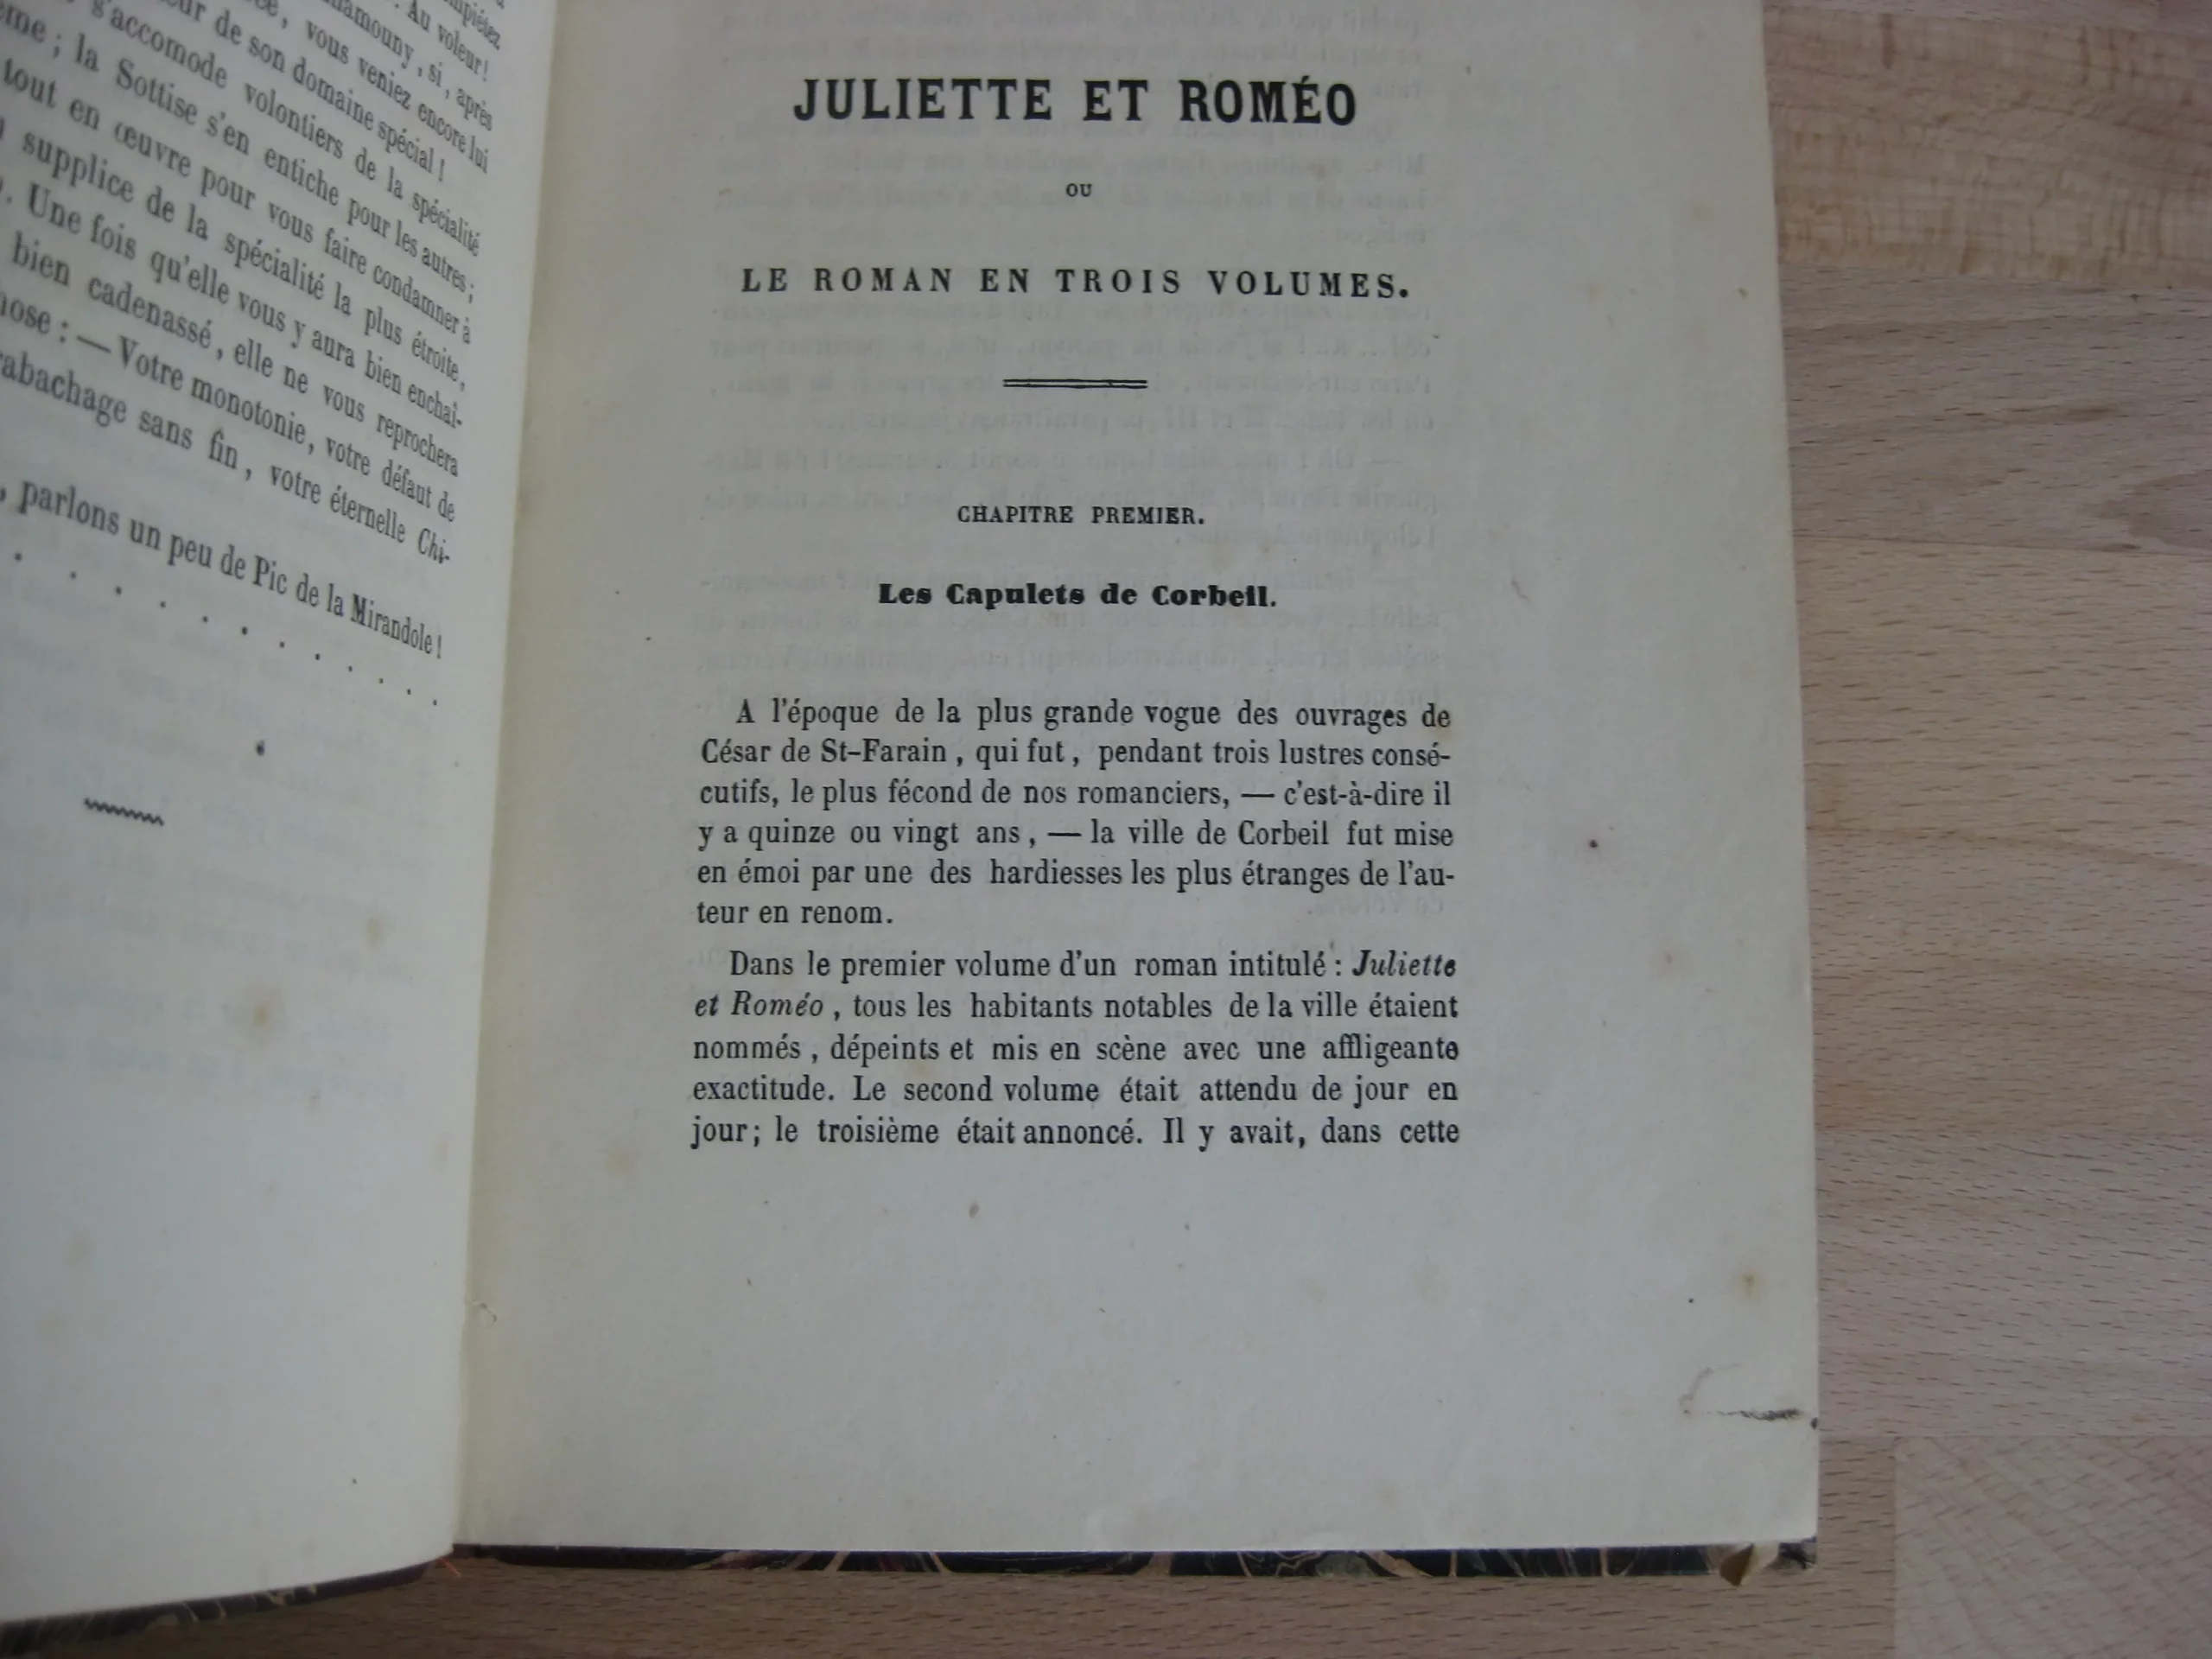 mpiétez
Au voleur!
amouny, si, après
, vous veniez encore lui
ur de son domaine spécial!
s'accomode volontiers de la spécialité
ème; la Sottise s'en entiche pour les autres;
tout en œuvre pour vous faire condamner à
supplice de la spécialité la plus étroite,
. Une fois qu'elle vous y aura bien enchaî-
bien cadenassé, elle ne vous reprochera
hose : — Votre monotonie, votre défaut de
rabachage sans fin, votre éternelle Chi-
, parlons un peu de Pic de la Mirandole!
JULIETTE ET ROMÉO
OU
LE ROMAN EN TROIS VOLUMES.
CHAPITRE PREMIER.
Les Capulets de Corbeil.
A l'époque de la plus grande vogue des ouvrages de
César de St-Farain, qui fut, pendant trois lustres consé-
cutifs, le plus fécond de nos romanciers, — c'est-à-dire il
y a quinze ou vingt ans, — la ville de Corbeil fut mise
en émoi par une des hardiesses les plus étranges de l'au-
teur en renom.
Dans le premier volume d'un roman intitulé : Juliette
et Roméo, tous les habitants notables de la ville étaient
nommés, dépeints et mis en scène avec une affligeante
exactitude. Le second volume était attendu de jour en
jour; le troisième était annoncé. Il y avait, dans cette